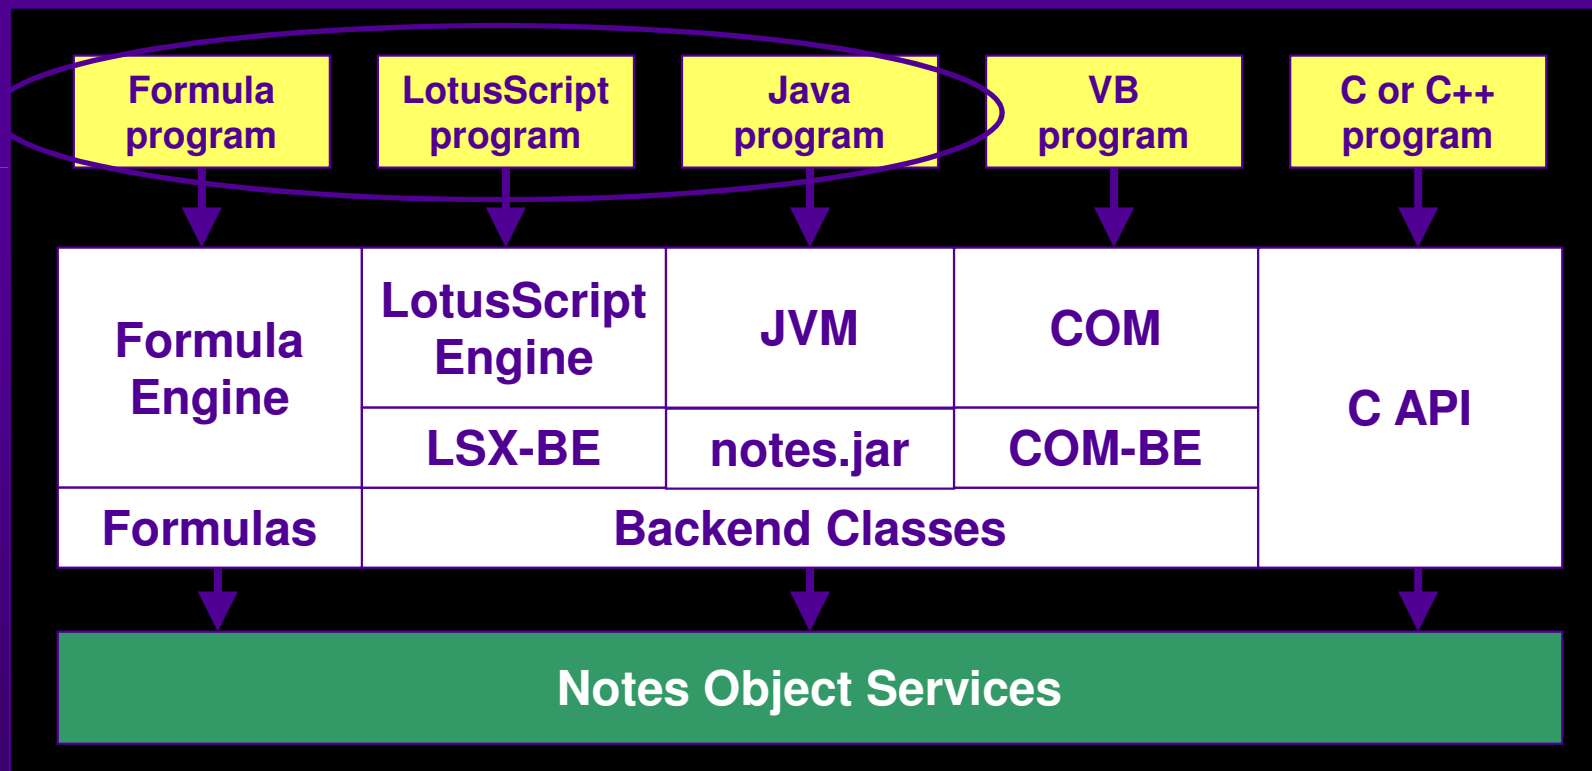 Formula
program
LotusScript
program
Java
program
VB
program
C or C++
program
Formula
Engine
LotusScript
Engine
JVM
COM
C API
LSX-BE
notes.jar
COM-BE
Formulas
Backend Classes
Notes Object Services